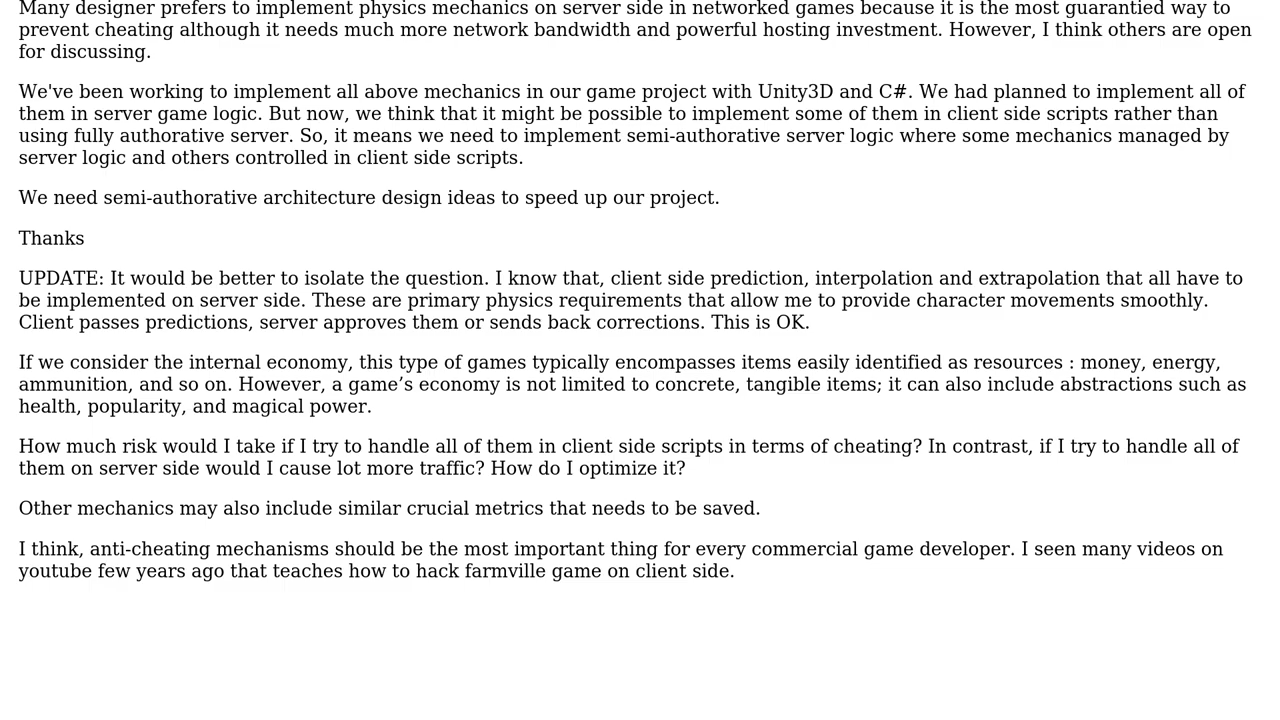 Many designer prefers to implement physics mechanics on server side in networked games because it is the most guarantied way to
prevent cheating although it needs much more network bandwidth and powerful hosting investment. However, I think others are open
for discussing.
We've been working to implement all above mechanics in our game project with Unity3D and C#. We had planned to implement all of
them in server game logic. But now, we think that it might be possible to implement some of them in client side scripts rather than
using fully authorative server. So, it means we need to implement semi-authorative server logic where some mechanics managed by
server logic and others controlled in client side scripts.
We need semi-authorative architecture design ideas to speed up our project.
Thanks
UPDATE: It would be better to isolate the question. I know that, client side prediction, interpolation and extrapolation that all have to
be implemented on server side. These are primary physics requirements that allow me to provide character movements smoothly.
Client passes predictions, server approves them or sends back corrections. This is OK.
If we consider the internal economy, this type of games typically encompasses items easily identified as resources : money, energy,
ammunition, and so on. However, a game’s economy is not limited to concrete, tangible items; it can also include abstractions such as
health, popularity, and magical power.
How much risk would I take if I try to handle all of them in client side scripts in terms of cheating? In contrast, if I try to handle all of
them on server side would I cause lot more traffic? How do I optimize it?
Other mechanics may also include similar crucial metrics that needs to be saved.
I think, anti-cheating mechanisms should be the most important thing for every commercial game developer. I seen many videos on
youtube few years ago that teaches how to hack farmville game on client side.